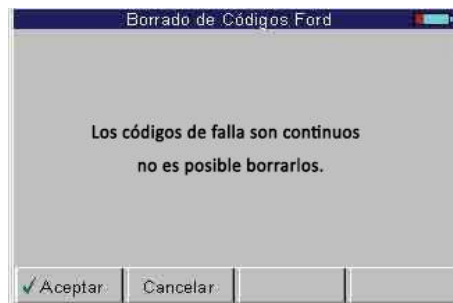 Borrado de Códigos Ford
Los códigos de falla son continuos
no es posible borrarlos.
✓ Aceptar Cancelar